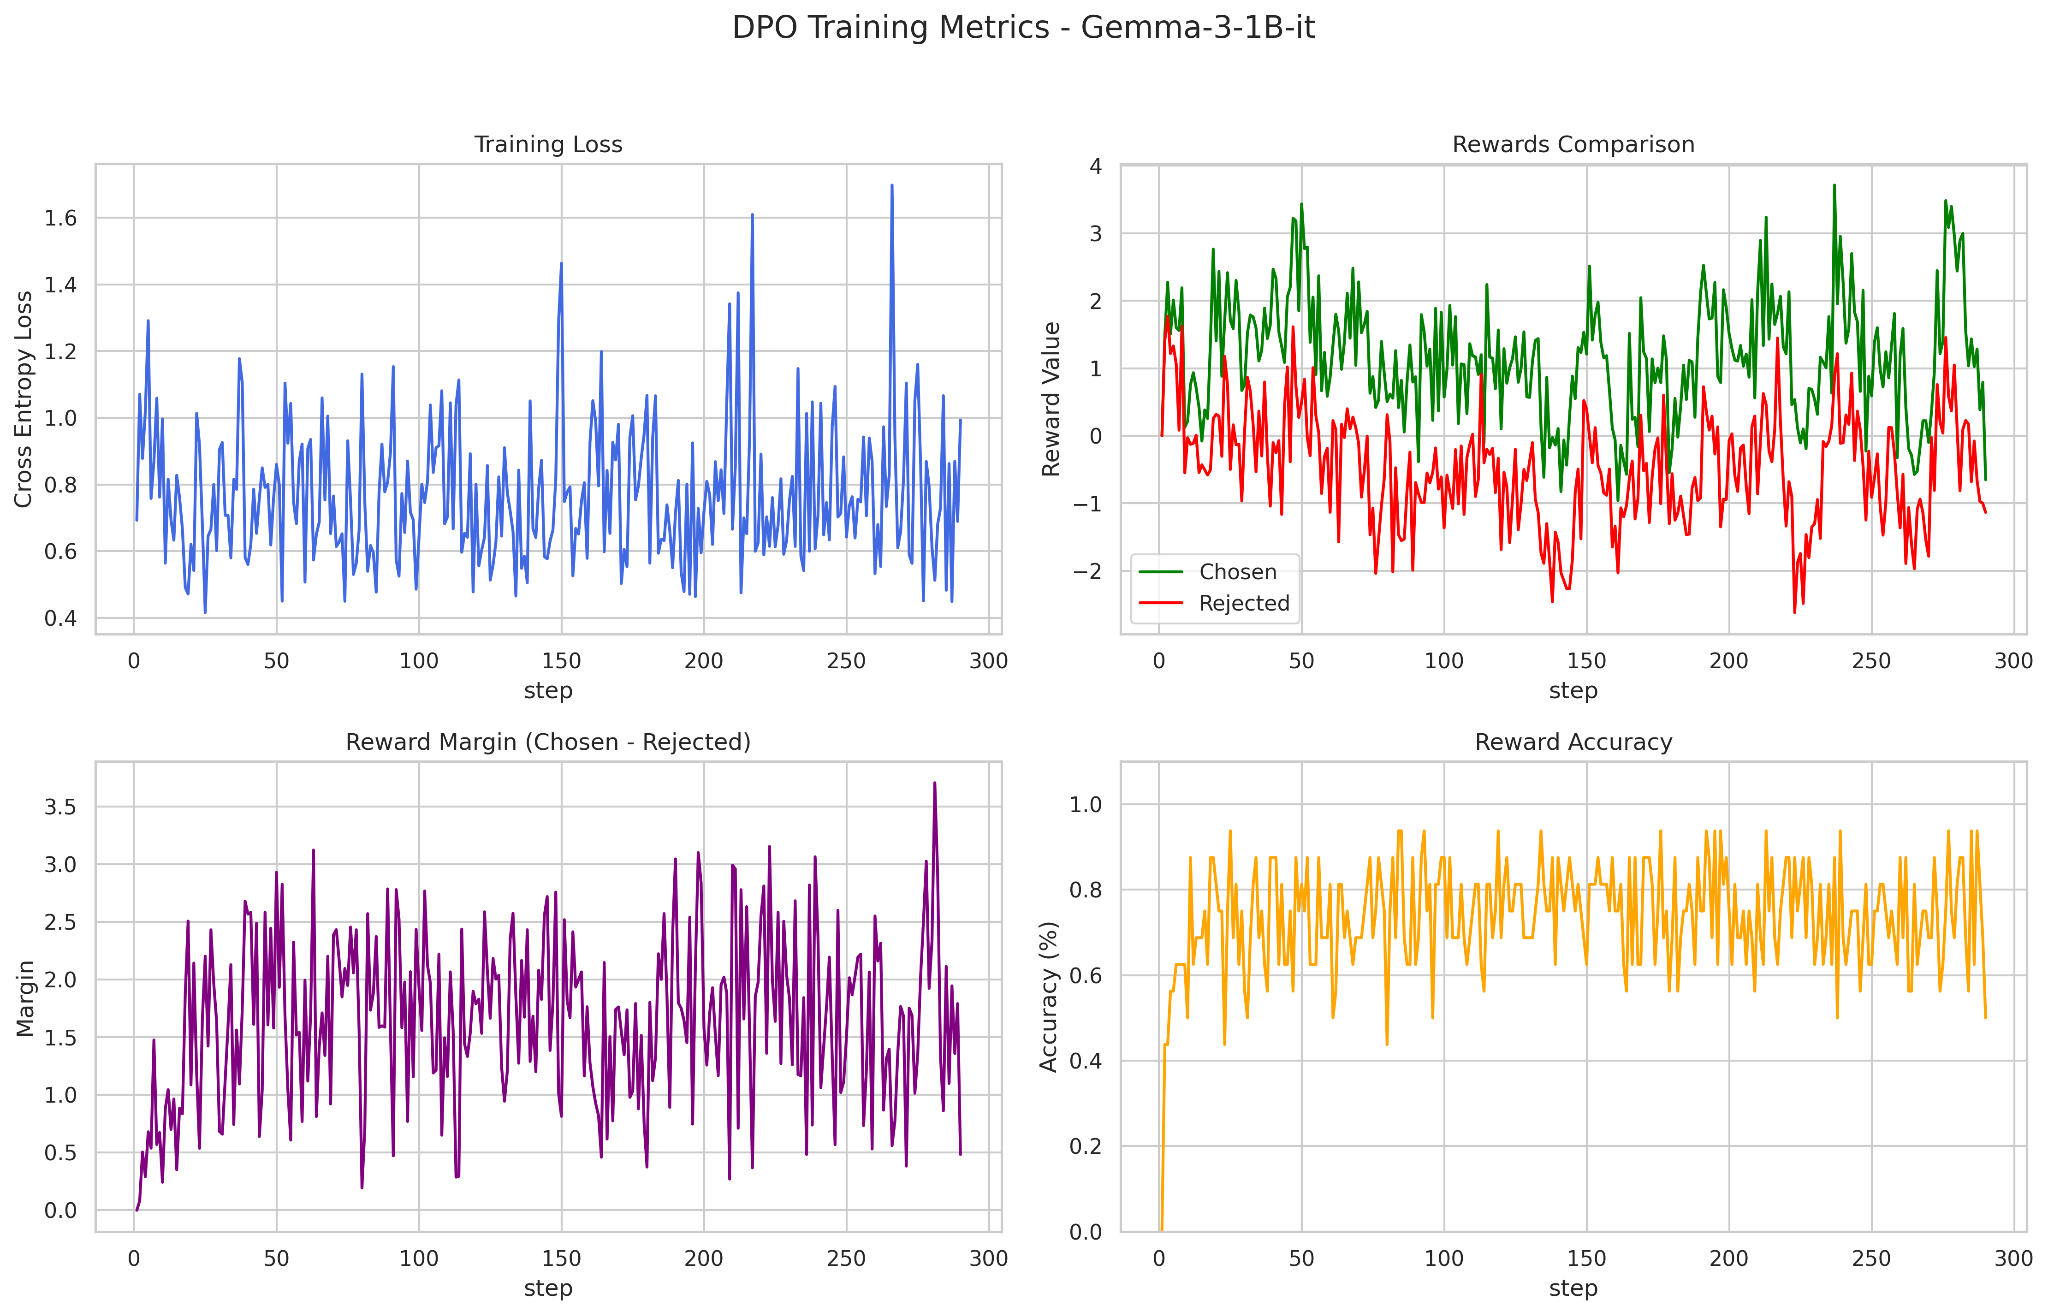 DPO Training Metrics - Gemma-3-1B-it
Training Loss
Cross Entropy Loss
1.6
1.4
1.2
1.0
0.8
0.6
0.4
0 50 100 150 200 250 300
step
Rewards Comparison
Reward Value
4
3
2
1
0
−1
−2
Chosen
Rejected
0 50 100 150 200 250 300
step
Reward Margin (Chosen - Rejected)
Margin
3.5
3.0
2.5
2.0
1.5
1.0
0.5
0.0
0 50 100 150 200 250 300
step
Reward Accuracy
Accuracy (%)
1.0
0.8
0.6
0.4
0.2
0.0
0 50 100 150 200 250 300
step